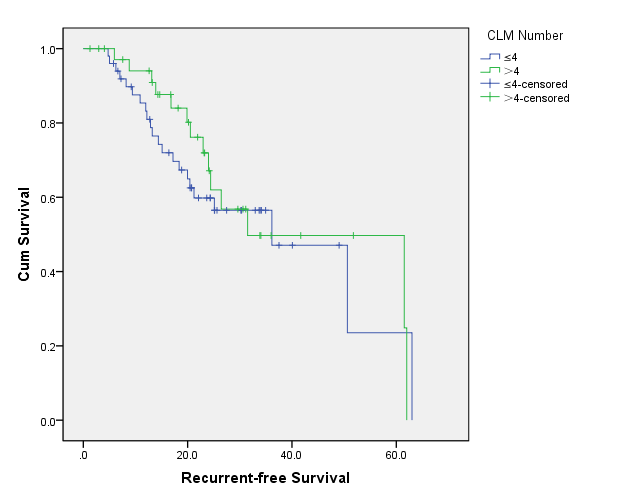 CLM Number
≤4
>4
≤4-censored
>4-censored
1.0
0.8
0.6
0.4
0.2
0.0
Cum Survival
.0 20.0 40.0 60.0
Recurrent-free Survival